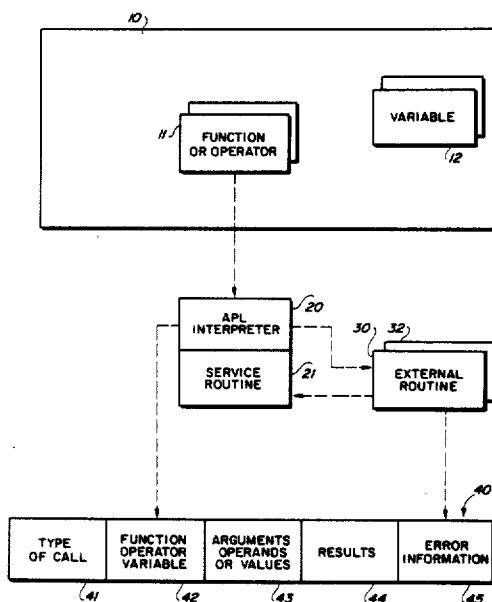 10
11
FUNCTION
OR OPERATOR
VARIABLE
12
APL
INTERPRETER
20
SERVICE
ROUTINE
21
30
32
EXTERNAL
ROUTINE
40
TYPE
OF CALL
FUNCTION
OPERATOR
VARIABLE
ARGUMENTS
OPERANDS
OR VALUES
RESULTS
ERROR
INFORMATION
41
42
43
44
45